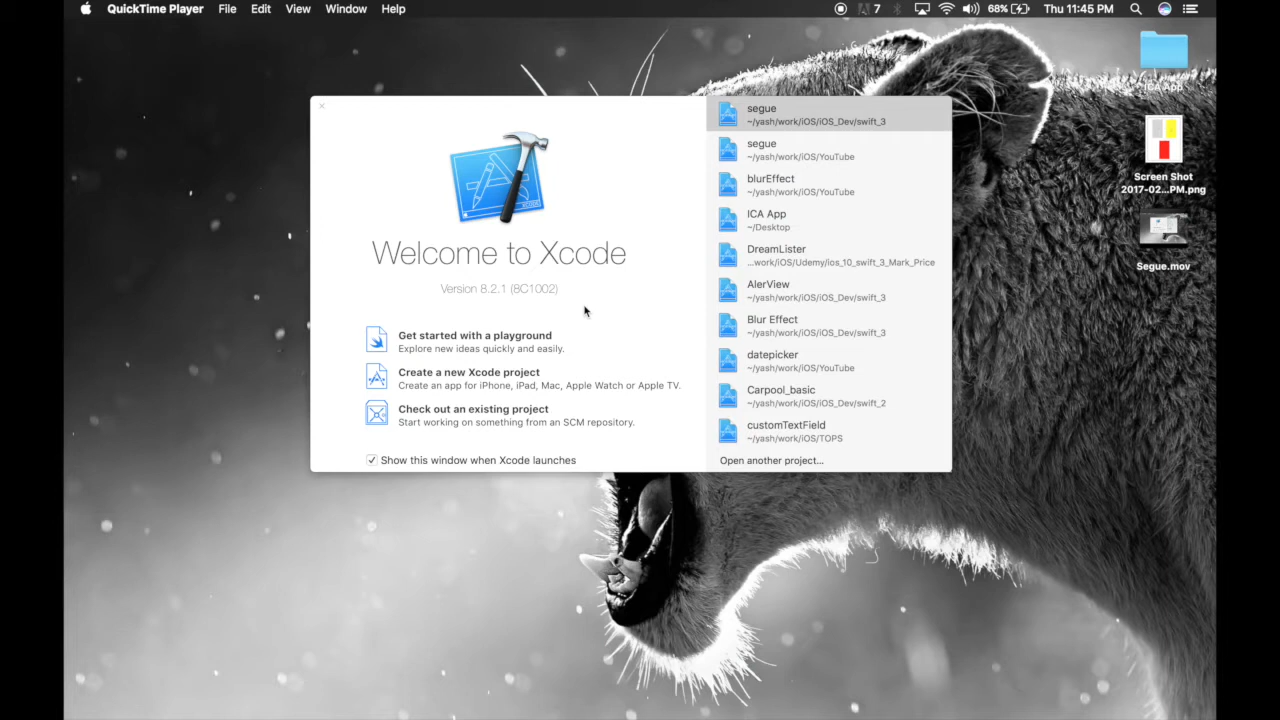 QuickTime Player File Edit View Window Help 7 68% Thu 11:45 PM
Welcome to Xcode
Version 8.2.1 (8C1002)
Get started with a playground
Explore new ideas quickly and easily.
Create a new Xcode project
Create an app for iPhone, iPad, Mac, Apple Watch or Apple TV.
Check out an existing project
Start working on something from an SCM repository.
Show this window when Xcode launches
segue
~/yash/work/iOS/iOS_Dev/swift_3
segue
~/yash/work/iOS/YouTube
blurEffect
~/yash/work/iOS/YouTube
ICA App
~/Desktop
DreamLister
...work/iOS/Udemy/ios_10_swift_3_Mark_Price
AlerView
~/yash/work/iOS/iOS_Dev/swift_3
Blur Effect
~/yash/work/iOS/iOS_Dev/swift_3
datepicker
~/yash/work/iOS/YouTube
Carpool_basic
~/yash/work/iOS/iOS_Dev/swift_2
customTextField
~/yash/work/iOS/TOPS
Open another project...
ICA App
Screen Shot
2017-02...PM.png
Segue.mov